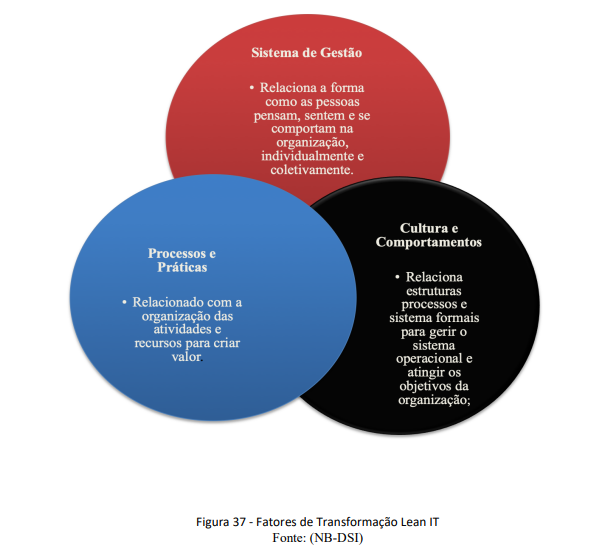 Sistema de Gestão
• Relaciona a forma
como as pessoas
pensam, sentem e se
comportam na
organização,
individualmente e
coletivamente.
Processos e
Práticas
• Relacionado com a
organização das
atividades e
recursos para criar
valor.
Cultura e
Comportamentos
• Relaciona
estruturas
processos e
sistema formais
para gerir o
sistema
operacional e
atingir os
objetivos da
organização;
Figura 37 - Fatores de Transformação Lean IT
Fonte: (NB-DSI)